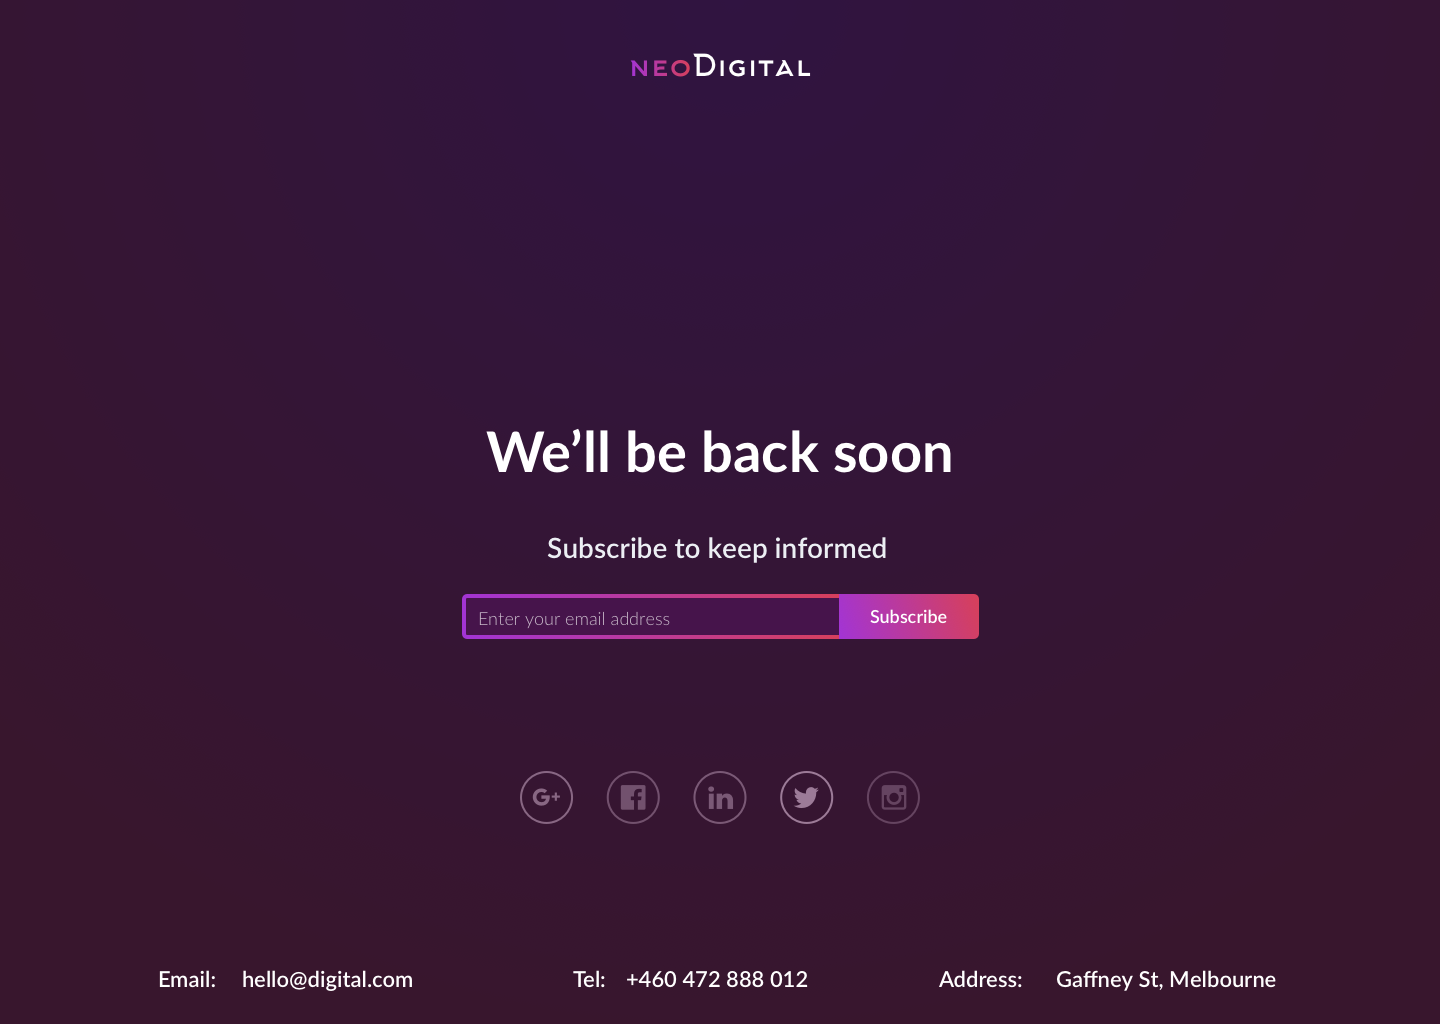 NEODIGITAL
We’ll be back soon
Subscribe to keep informed
Enter your email address Subscribe
G+ in
Email: hello@digital.com Tel: +460 472 888 012 Address: Gaffney St, Melbourne